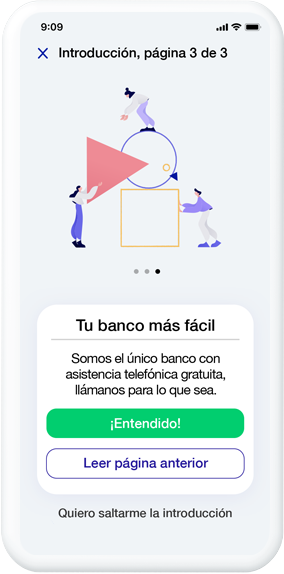 9:09
Introducción, página 3 de 3
Tu banco más fácil
Somos el único banco con
asistencia telefónica gratuita,
llámanos para lo que sea.
¡Entendido!
Leer página anterior
Quiero saltarme la introducción